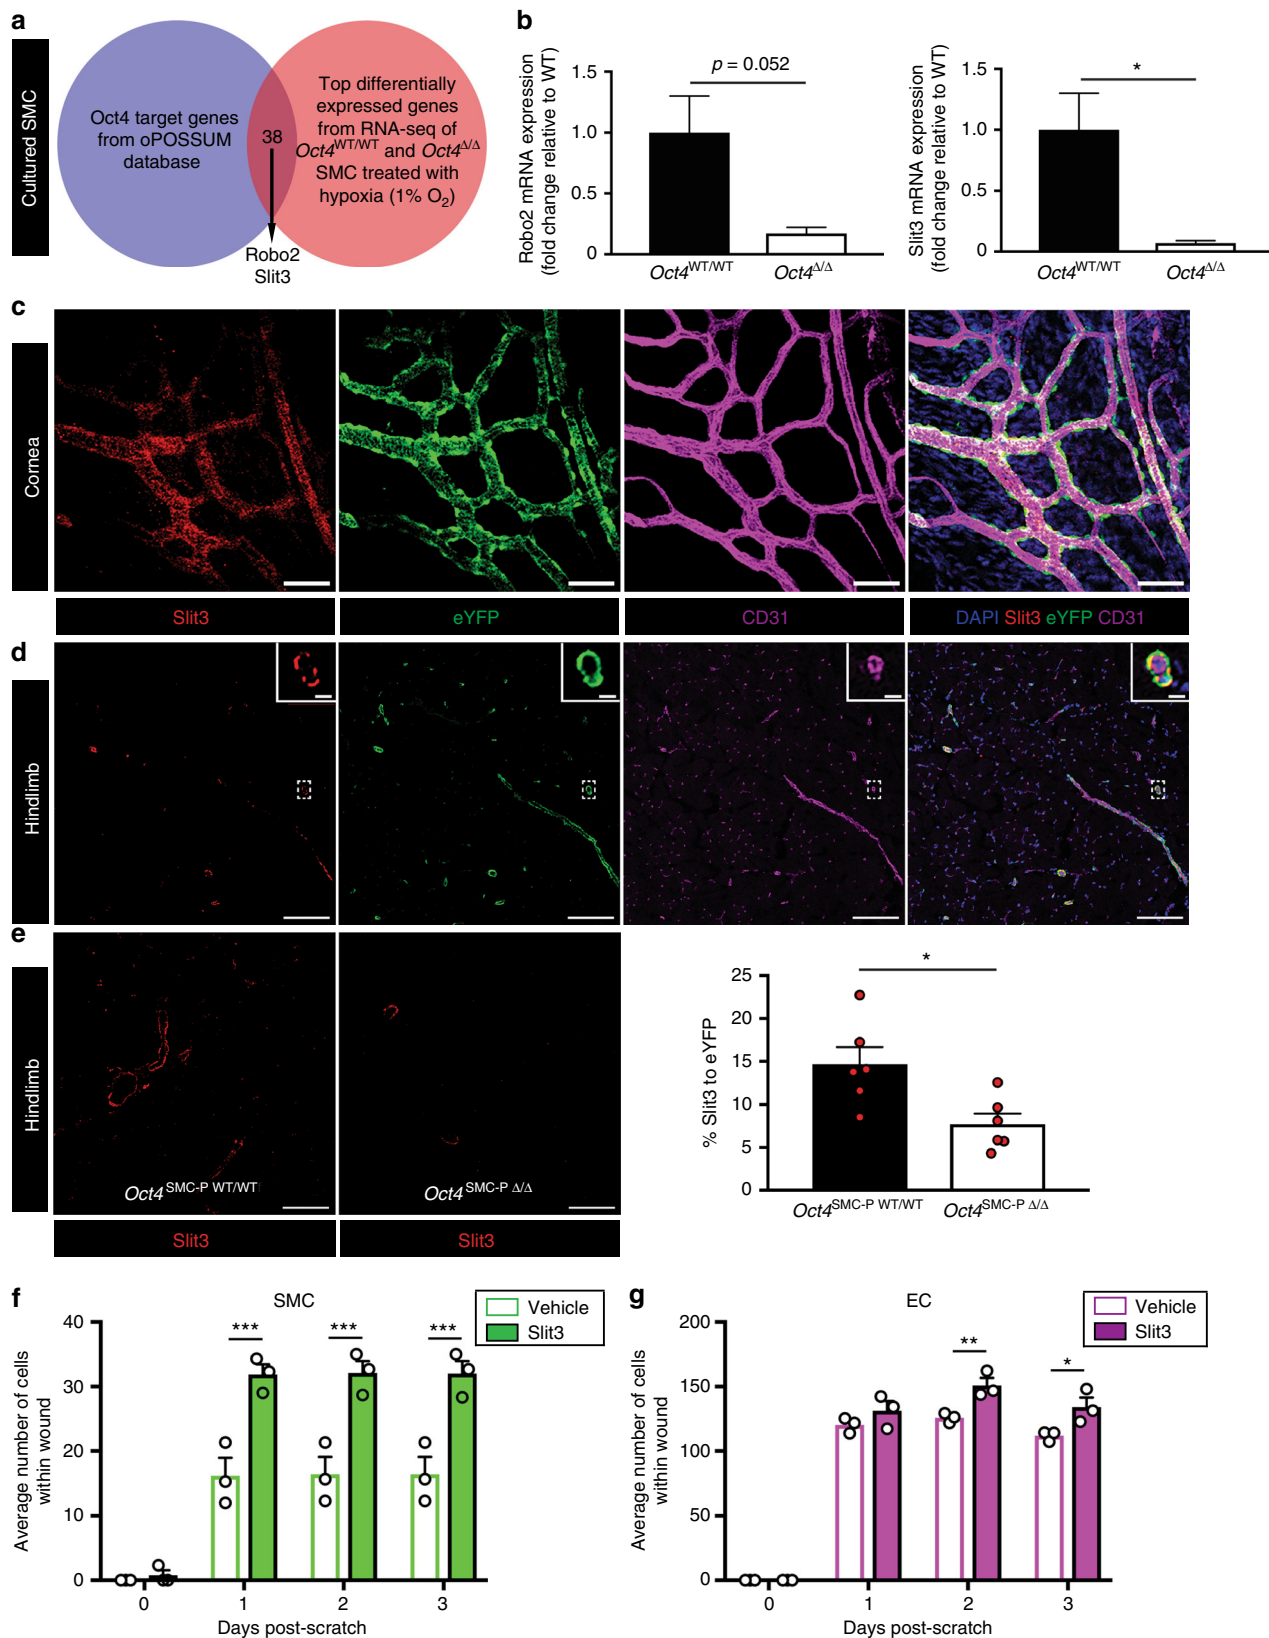 a
Cultured SMC
Oct4 target genes
from oPOSSUM
database
38
Top differentially
expressed genes
from RNA-seq of
Oct4WT/WT and Oct4Δ/Δ
SMC treated with
hypoxia (1% O2)
Robo2
Slit3
b
Robo2 mRNA expression
(fold change relative to WT)
1.5
1.0
0.5
0
p = 0.052
Oct4WT/WT
Oct4Δ/Δ
Slit3 mRNA expression
(fold change relative to WT)
1.5
1.0
0.5
0
*
Oct4WT/WT
Oct4Δ/Δ
c
Cornea
Slit3
eYFP
CD31
DAPI Slit3 eYFP CD31
d
Hindlimb
e
Hindlimb
Oct4SMC-P WT/WT
Oct4SMC-P Δ/Δ
Slit3
Slit3
% Slit3 to eYFP
25
20
15
10
5
0
*
Oct4SMC-P WT/WT
Oct4SMC-P Δ/Δ
f
SMC
Vehicle
Slit3
Average number of cells
within wound
40
30
20
10
0
***
***
***
0
1
2
3
Days post-scratch
g
EC
Vehicle
Slit3
Average number of cells
within wound
200
150
100
50
0
**
*
0
1
2
3
Days post-scratch